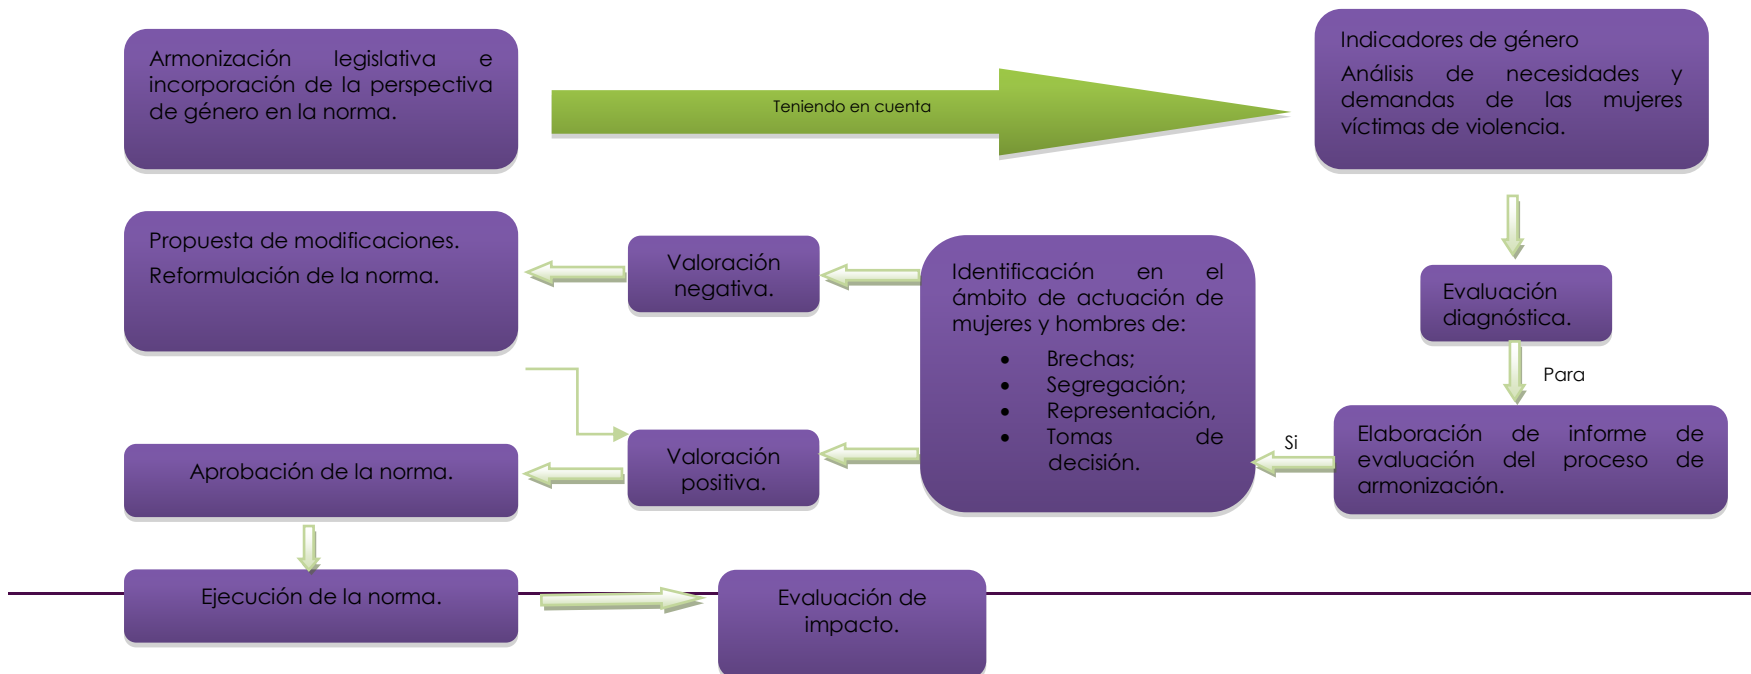 Armonización legislativa e
incorporación de la perspectiva
de género en la norma.
Teniendo en cuenta
Indicadores de género
Análisis de necesidades y
demandas de las mujeres
víctimas de violencia.
Propuesta de modificaciones.
Reformulación de la norma.
Valoración
negativa.
Identificación en el
ámbito de actuación de
mujeres y hombres de:
• Brechas;
• Segregación;
• Representación,
• Tomas de
decisión.
Evaluación
diagnóstica.
Para
Elaboración de informe de
evaluación del proceso de
armonización.
Si
Valoración
positiva.
Aprobación de la norma.
Ejecución de la norma.
Evaluación de
impacto.